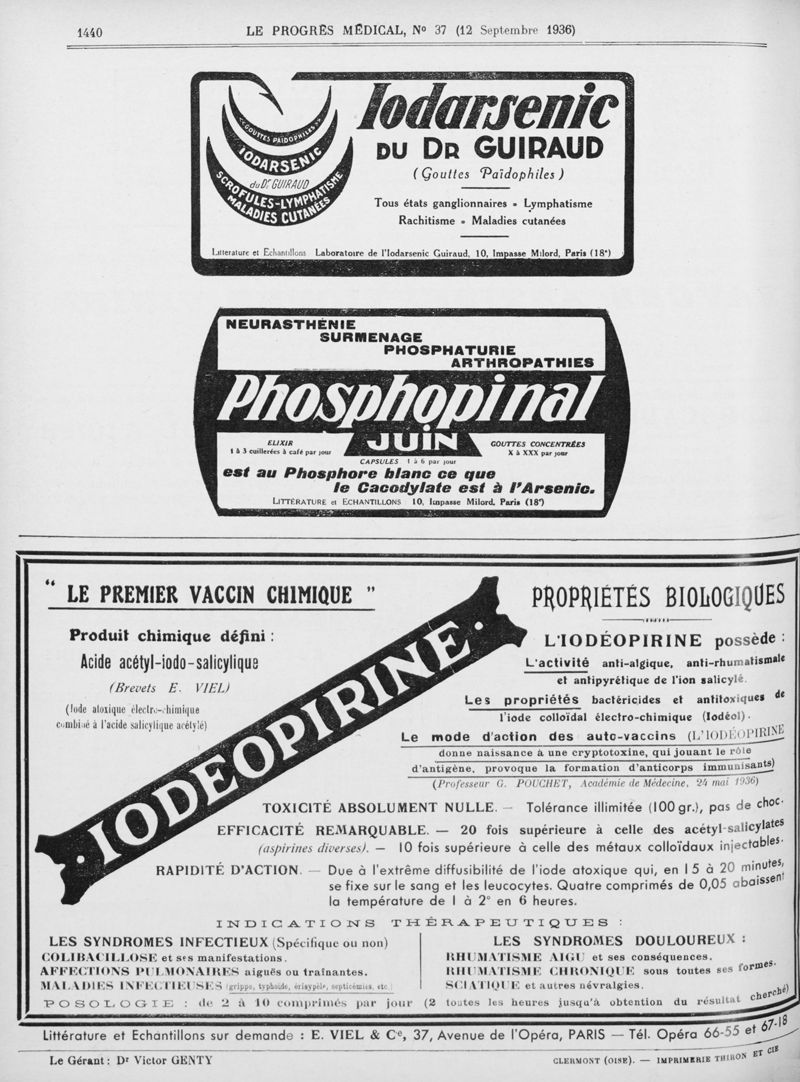 1440
LE PROGRÈS MÉDICAL, No 37 (12 Septembre 1936)
«GOUTTES PAÏDOPHILES»
IODARSENIC
du Dr GUIRAUD
SCROFULES-LYMPHATISME
MALADIES CUTANÉES
Iodarsenic
DU DR GUIRAUD
(Gouttes Païdophiles)
Tous états ganglionnaires - Lymphatisme
Rachitisme - Maladies cutanées
Littérature et Echantillons Laboratoire de l'Iodarsenic Guiraud, 10, Impasse Milord, Paris (18e)
NEURASTHÉNIE
SURMENAGE
PHOSPHATURIE
ARTHROPATHIES
Phosphopinal
JUIN
ELIXIR
1 à 3 cuillerées à café par jour
GOUTTES CONCENTRÉES
X à XXX par jour
CAPSULES 1 à 6 par jour
est au Phosphore blanc ce que
le Cacodylate est à l'Arsenic.
LITTÉRATURE et ECHANTILLONS 10, Impasse Milord, Paris (18e)
" LE PREMIER VACCIN CHIMIQUE "
Produit chimique défini :
Acide acétyl-iodo-salicylique
(Brevets E. VIEL)
(Iode atoxique électro-chimique
combiné à l'acide salicylique acétylé)
IODEOPIRINE
PROPRIÉTÉS BIOLOGIQUES
L'IODÉOPIRINE possède :
L'activité anti-algique, anti-rhumatismale
et antipyrétique de l'ion salicylé.
Les propriétés bactéricides et antitoxiques de
l'iode colloïdal électro-chimique (Iodéol).
Le mode d'action des auto-vaccins (L'IODÉOPIRINE
donne naissance à une cryptotoxine, qui jouant le rôle
d'antigène, provoque la formation d'anticorps immunisants)
(Professeur G. POUCHET, Académie de Médecine, 24 mai 1936)
TOXICITÉ ABSOLUMENT NULLE. — Tolérance illimitée (100 gr.), pas de choc.
EFFICACITÉ REMARQUABLE. — 20 fois supérieure à celle des acétyl-salicylates
(aspirines diverses). — 10 fois supérieure à celle des métaux colloïdaux injectables.
RAPIDITÉ D'ACTION. — Due à l'extrême diffusibilité de l'iode atoxique qui, en 15 à 20 minutes,
se fixe sur le sang et les leucocytes. Quatre comprimés de 0,05 abaissent
la température de 1 à 2° en 6 heures.
INDICATIONS THÉRAPEUTIQUES :
LES SYNDROMES INFECTIEUX (Spécifique ou non)
COLIBACILLOSE et ses manifestations.
AFFECTIONS PULMONAIRES aiguës ou traînantes.
MALADIES INFECTIEUSES (grippe, typhoïde, érisypèle, septicémies, etc.)
LES SYNDROMES DOULOUREUX :
RHUMATISME AIGU et ses conséquences.
RHUMATISME CHRONIQUE sous toutes ses formes.
SCIATIQUE et autres névralgies.
POSOLOGIE : de 2 à 10 comprimés par jour (2 toutes les heures jusqu'à obtention du résultat cherché)
Littérature et Echantillons sur demande : E. VIEL & Ce, 37, Avenue de l'Opéra, PARIS — Tél. Opéra 66-55 et 67-18
Le Gérant : Dr Victor GENTY
CLERMONT (OISE). — IMPRIMERIE THIRON ET CIE